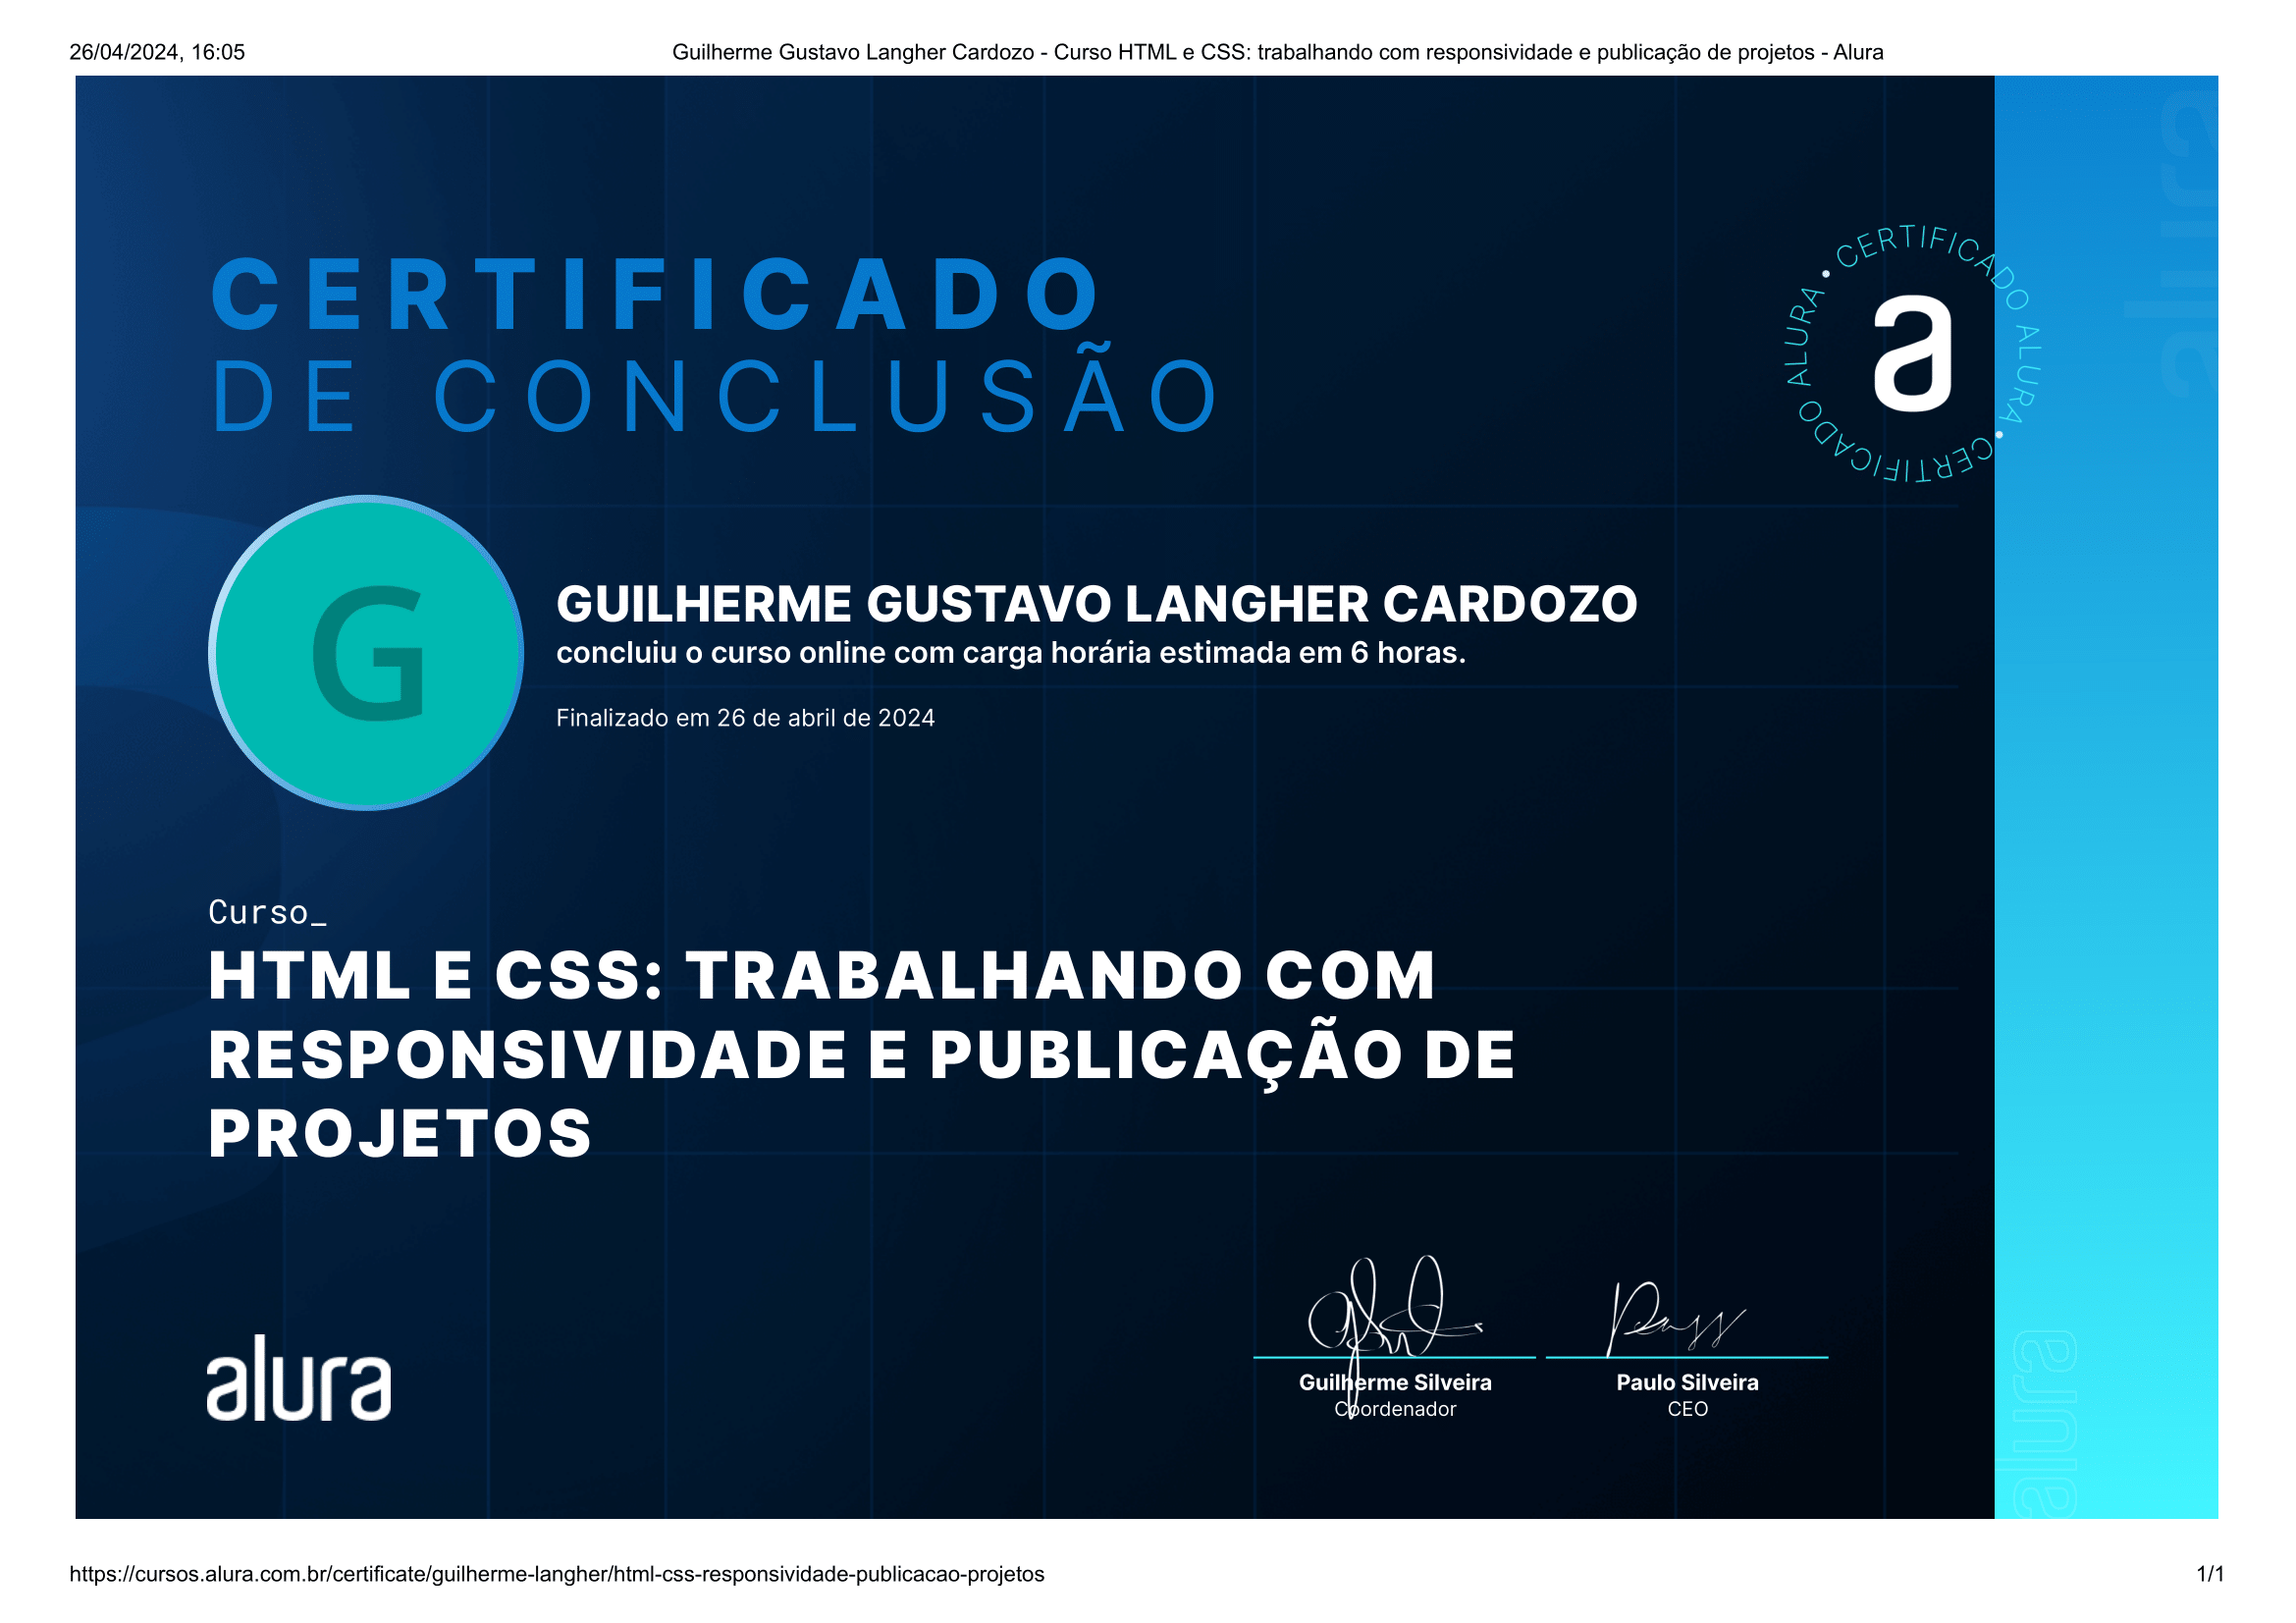 26/04/2024, 16:05
Guilherme Gustavo Langher Cardozo - Curso HTML e CSS: trabalhando com responsividade e publicação de projetos - Alura
CERTIFICADO
DE CONCLUSÃO
CERTIFICADO ALURA • CERTIFICADO ALURA •
a
alura
G
GUILHERME GUSTAVO LANGHER CARDOZO
concluiu o curso online com carga horária estimada em 6 horas.
Finalizado em 26 de abril de 2024
Curso_
HTML E CSS: TRABALHANDO COM
RESPONSIVIDADE E PUBLICAÇÃO DE
PROJETOS
alura
Guilherme Silveira
Coordenador
Paulo Silveira
CEO
alura
https://cursos.alura.com.br/certificate/guilherme-langher/html-css-responsividade-publicacao-projetos
1/1